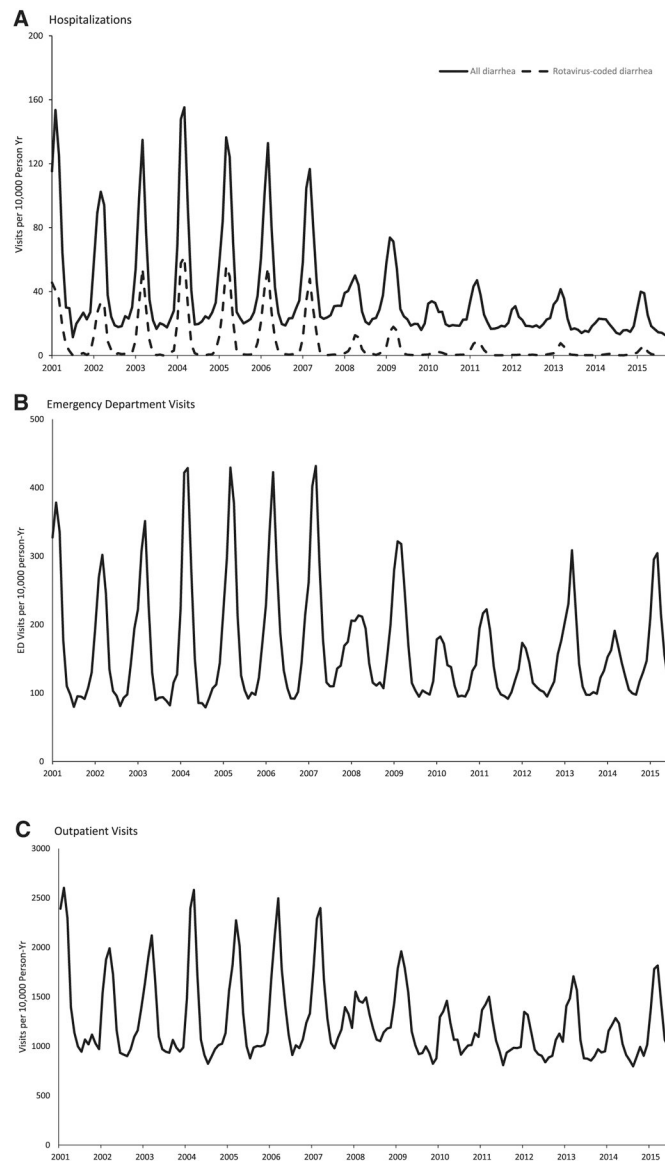 A Hospitalizations
200
160
120
80
40
0
Visits per 10,000 Person Yr
All diarrhea Rotavirus-coded diarrhea
2001 2002 2003 2004 2005 2006 2007 2008 2009 2010 2011 2012 2013 2014 2015
B Emergency Department Visits
500
400
300
200
100
0
ED Visits per 10,000 person-Yr
2001 2002 2003 2004 2005 2006 2007 2008 2009 2010 2011 2012 2013 2014 2015
C Outpatient Visits
3000
2500
2000
1500
1000
500
0
Visits per 10,000 Person-Yr
2001 2002 2003 2004 2005 2006 2007 2008 2009 2010 2011 2012 2013 2014 2015